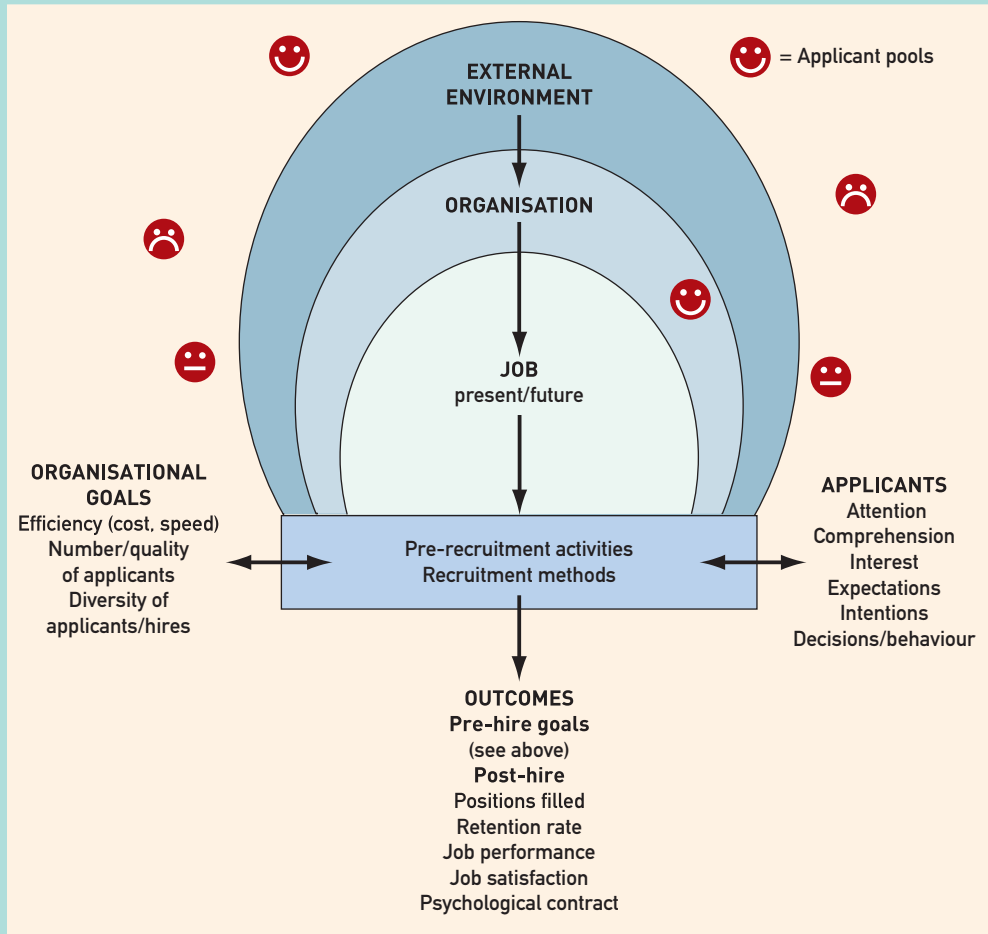 = Applicant pools
EXTERNAL
ENVIRONMENT
ORGANISATION
JOB
present/future
ORGANISATIONAL
GOALS
Efficiency (cost, speed)
Number/quality
of applicants
Diversity of
applicants/hires
Pre-recruitment activities
Recruitment methods
APPLICANTS
Attention
Comprehension
Interest
Expectations
Intentions
Decisions/behaviour
OUTCOMES
Pre-hire goals
(see above)
Post-hire
Positions filled
Retention rate
Job performance
Job satisfaction
Psychological contract